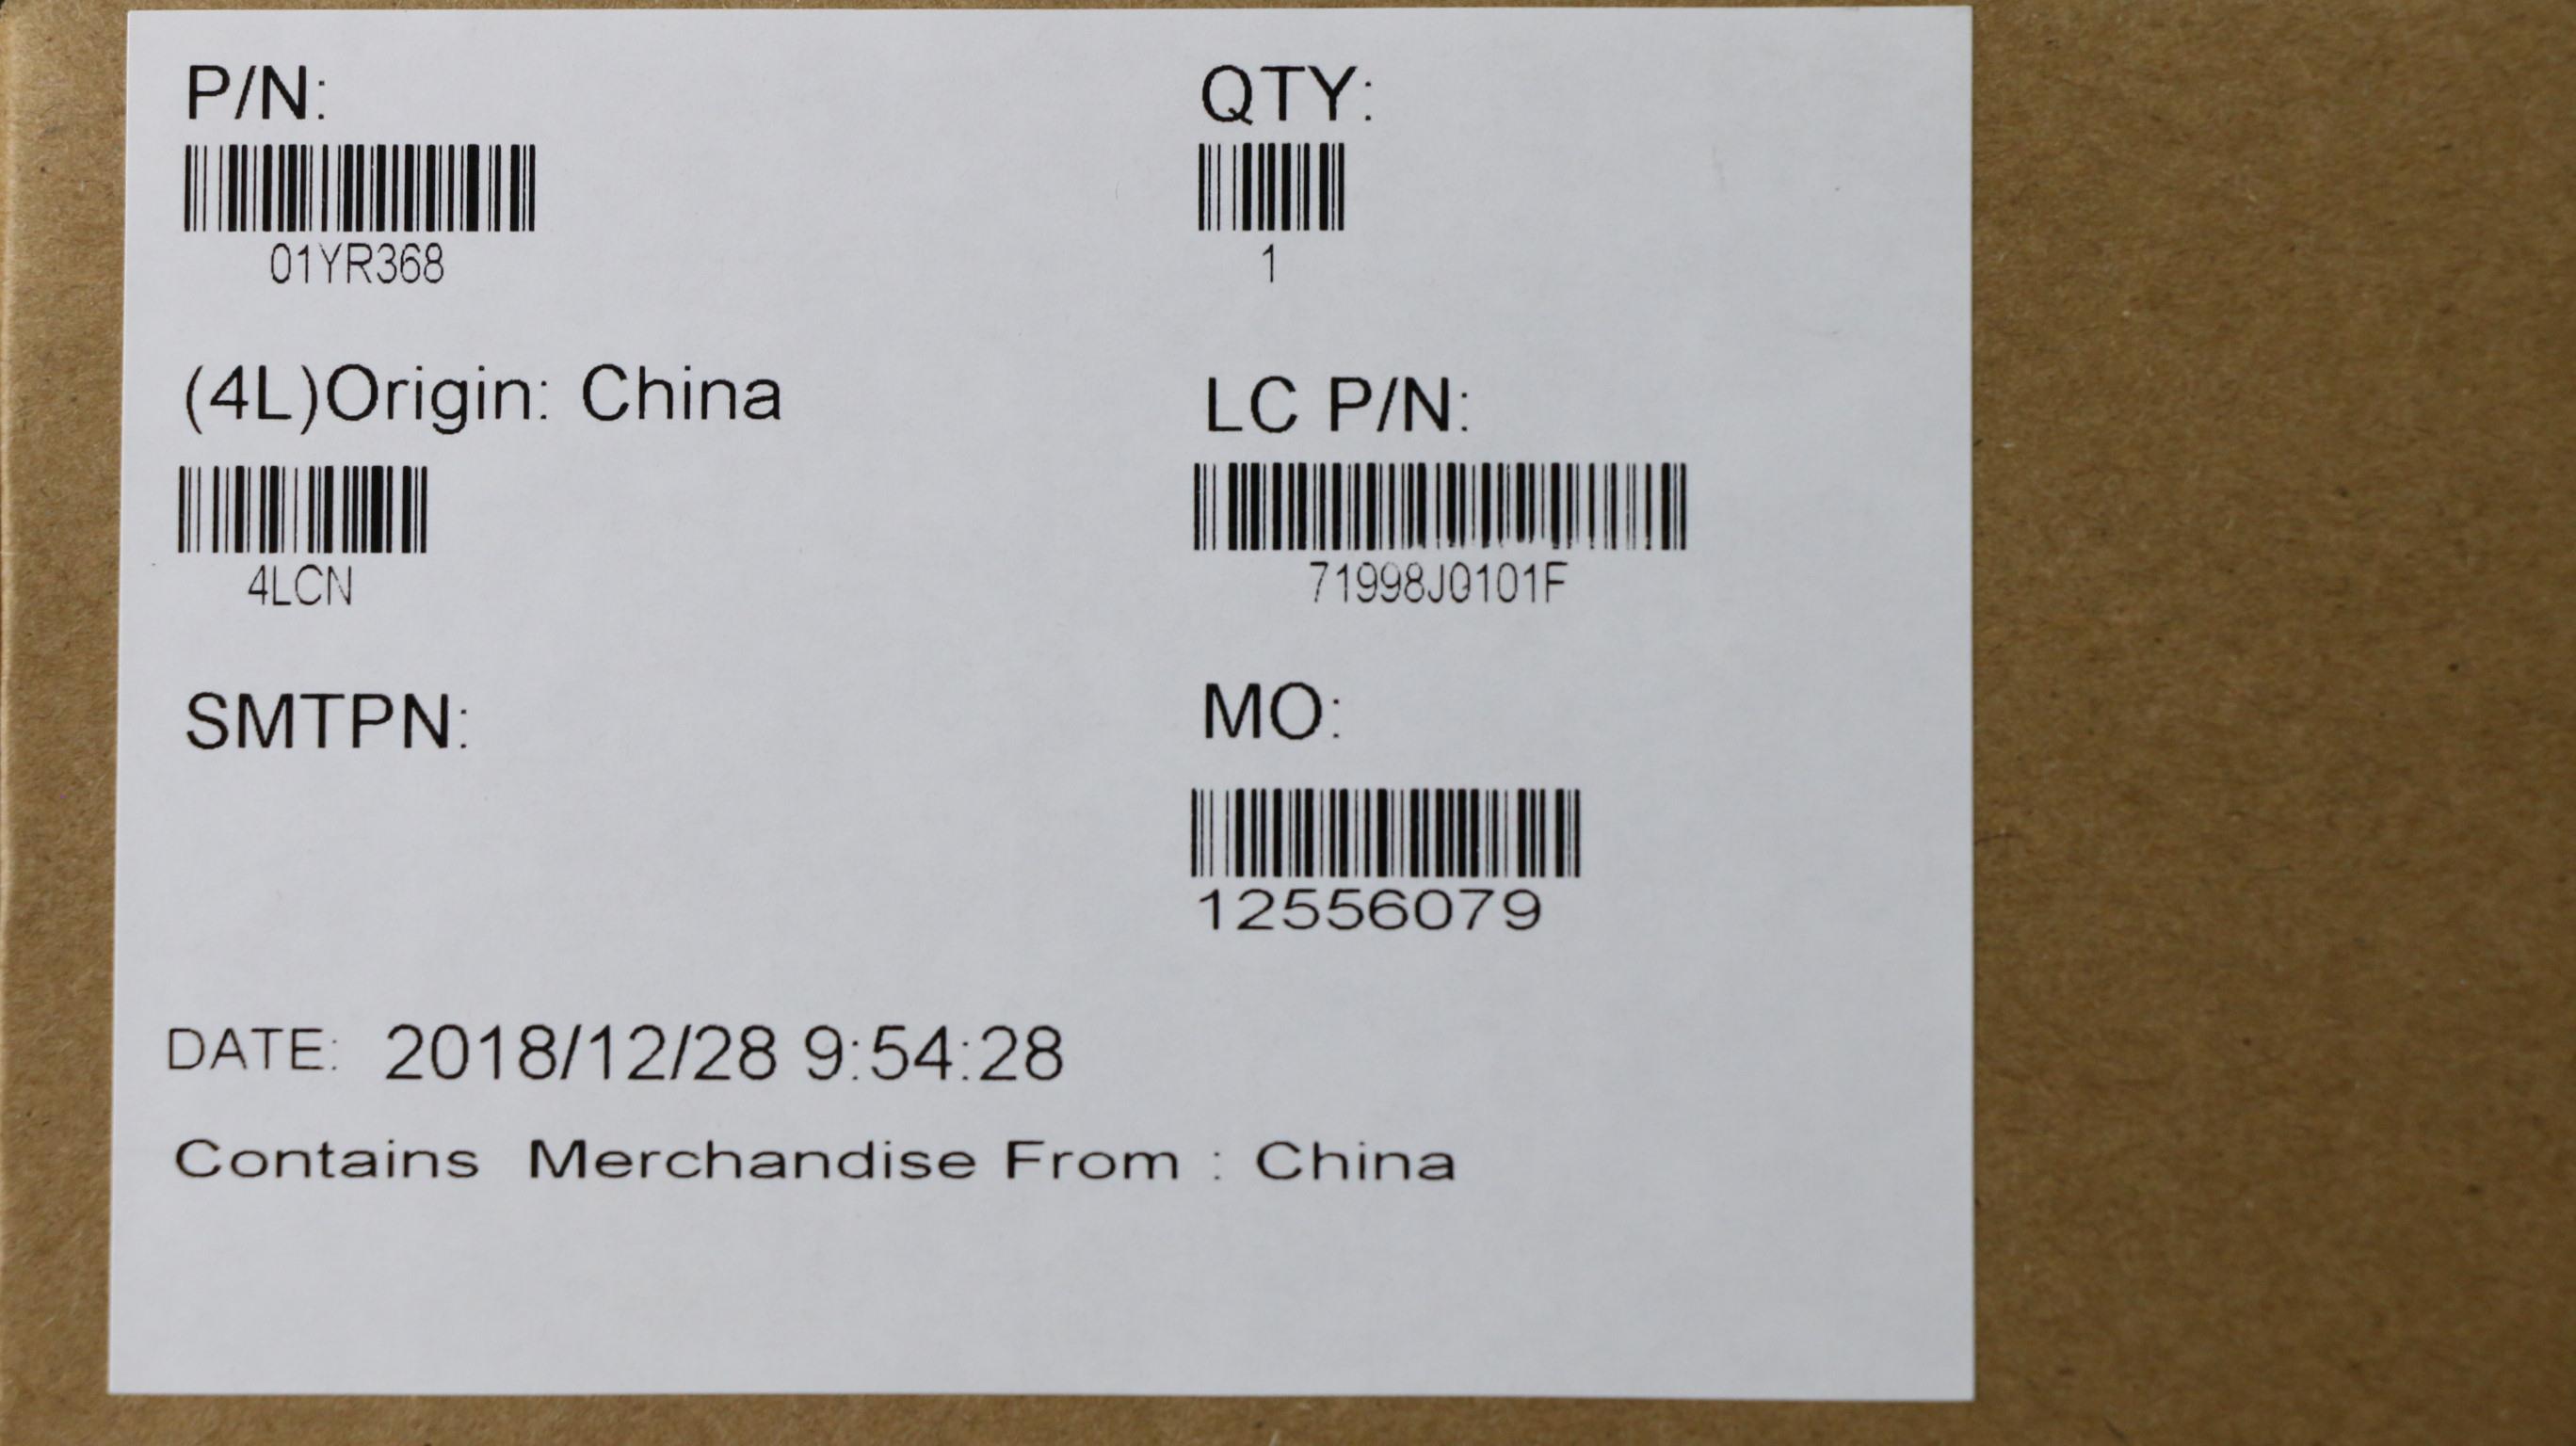 P/N:
QTY:
01YR368
1
(4L)Origin: China
LC P/N:
4LCN
71998J0101F
SMTPN:
MO:
12556079
DATE: 2018/12/28 9:54:28
Contains Merchandise From : China